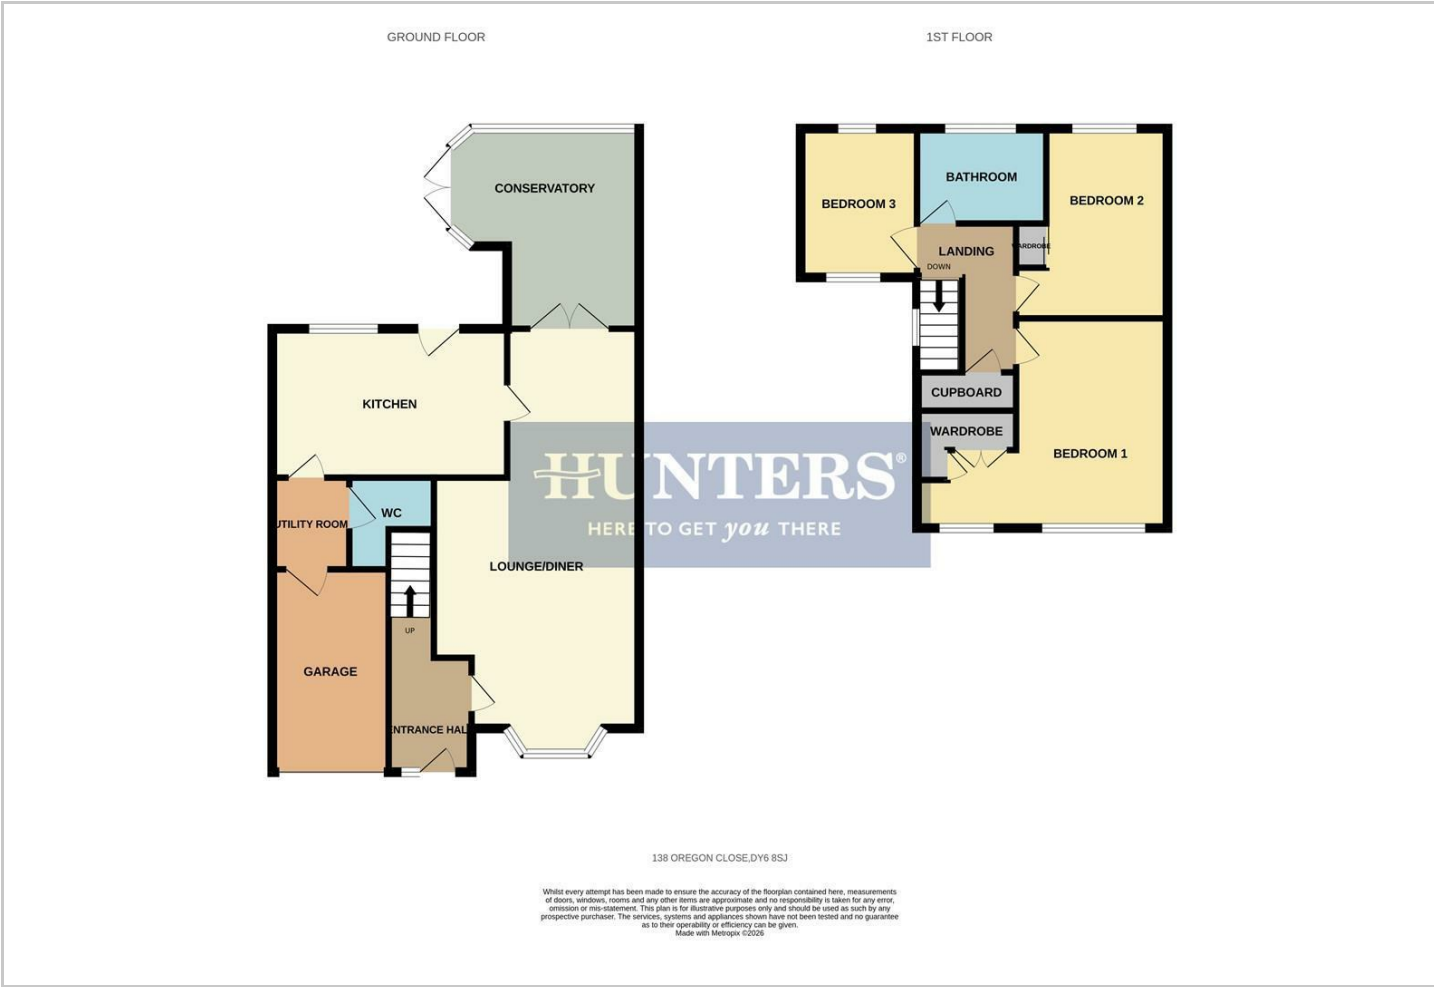 GROUND FLOOR
1ST FLOOR
CONSERVATORY
KITCHEN
UTILITY ROOM
WC
LOUNGE/DINER
UP
GARAGE
ENTRANCE HALL
BEDROOM 3
BATHROOM
BEDROOM 2
LANDING
WARDROBE
DOWN
CUPBOARD
WARDROBE
BEDROOM 1
HUNTERS®
HERE TO GET you THERE
138 OREGON CLOSE,DY6 8SJ
Whilst every attempt has been made to ensure the accuracy of the floorplan contained here, measurements
of doors, windows, rooms and any other items are approximate and no responsibility is taken for any error,
omission or mis-statement. This plan is for illustrative purposes only and should be used as such by any
prospective purchaser. The services, systems and appliances shown have not been tested and no guarantee
as to their operability or efficiency can be given.
Made with Metropix ©2026